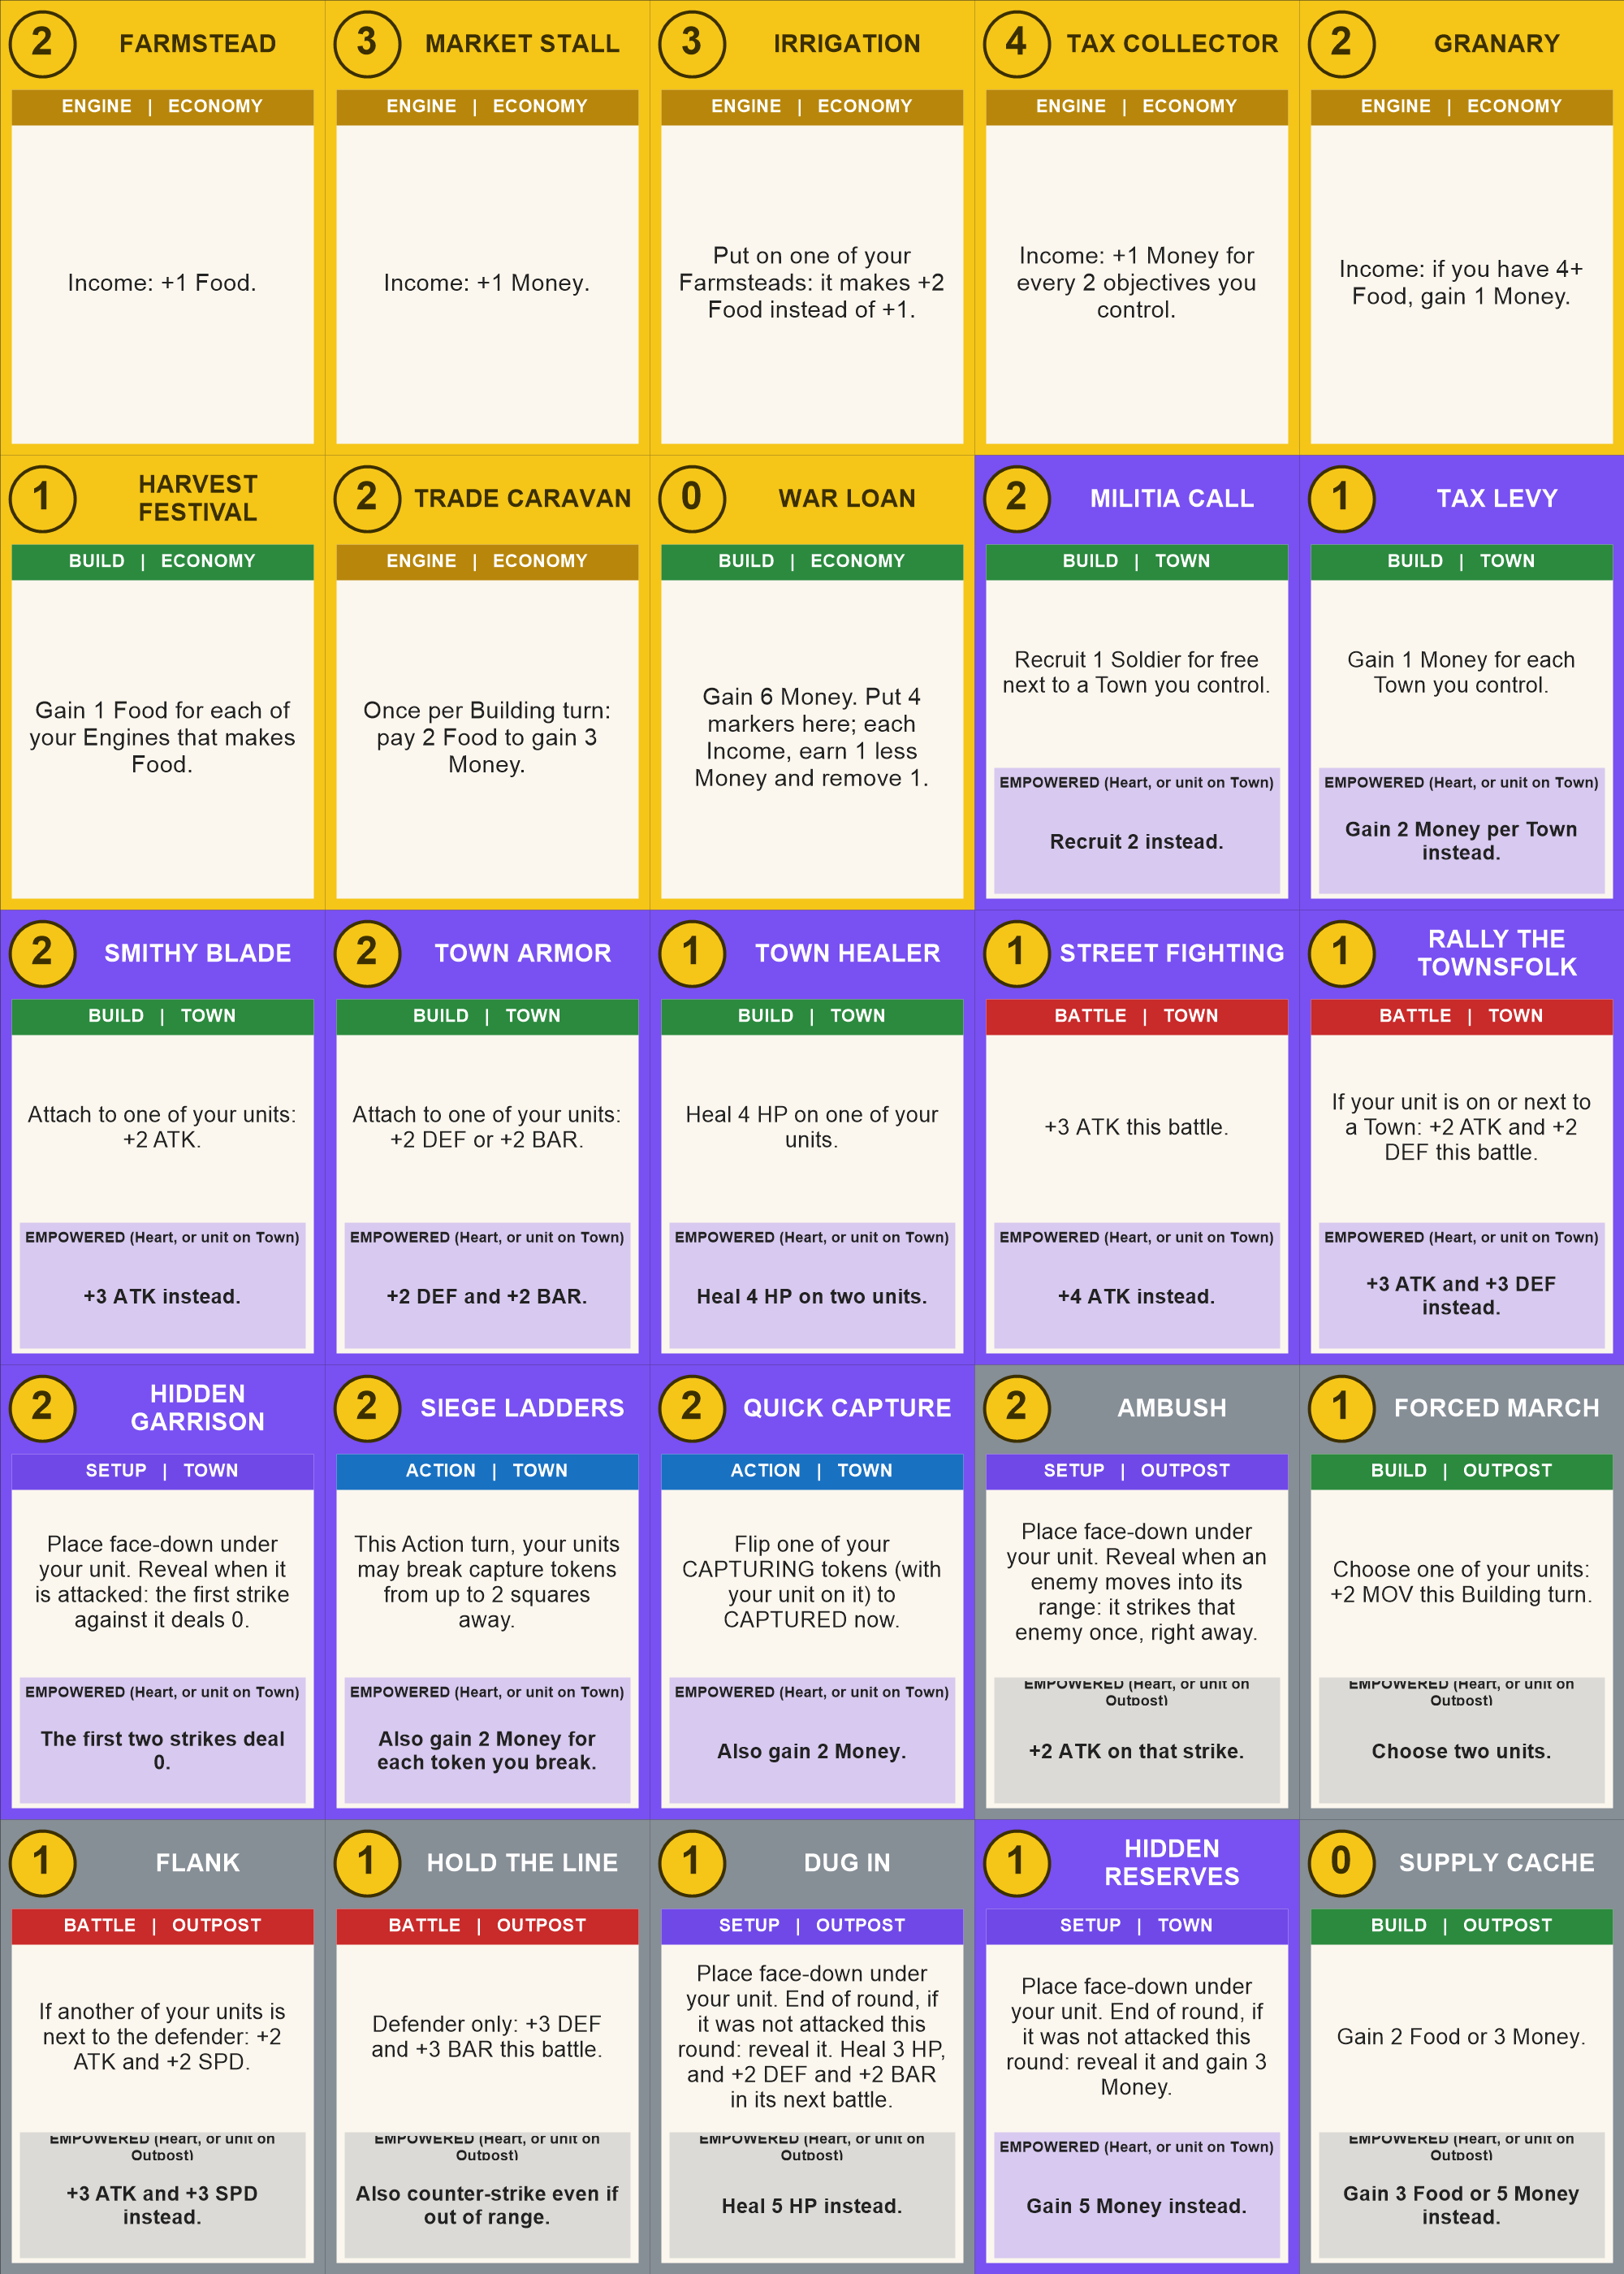 2
FARMSTEAD
ENGINE | ECONOMY
Income: +1 Food.
3
MARKET STALL
ENGINE | ECONOMY
Income: +1 Money.
3
IRRIGATION
ENGINE | ECONOMY
Put on one of your
Farmsteads: it makes +2
Food instead of +1.
4
TAX COLLECTOR
ENGINE | ECONOMY
Income: +1 Money for
every 2 objectives you
control.
2
GRANARY
ENGINE | ECONOMY
Income: if you have 4+
Food, gain 1 Money.
1
HARVEST
FESTIVAL
BUILD | ECONOMY
Gain 1 Food for each of
your Engines that makes
Food.
2
TRADE CARAVAN
ENGINE | ECONOMY
Once per Building turn:
pay 2 Food to gain 3
Money.
0
WAR LOAN
BUILD | ECONOMY
Gain 6 Money. Put 4
markers here; each
Income, earn 1 less
Money and remove 1.
2
MILITIA CALL
BUILD | TOWN
Recruit 1 Soldier for free
next to a Town you control.
EMPOWERED (Heart, or unit on Town)
Recruit 2 instead.
1
TAX LEVY
BUILD | TOWN
Gain 1 Money for each
Town you control.
EMPOWERED (Heart, or unit on Town)
Gain 2 Money per Town
instead.
2
SMITHY BLADE
BUILD | TOWN
Attach to one of your units:
+2 ATK.
EMPOWERED (Heart, or unit on Town)
+3 ATK instead.
2
TOWN ARMOR
BUILD | TOWN
Attach to one of your units:
+2 DEF or +2 BAR.
EMPOWERED (Heart, or unit on Town)
+2 DEF and +2 BAR.
1
TOWN HEALER
BUILD | TOWN
Heal 4 HP on one of your
units.
EMPOWERED (Heart, or unit on Town)
Heal 4 HP on two units.
1
STREET FIGHTING
BATTLE | TOWN
+3 ATK this battle.
EMPOWERED (Heart, or unit on Town)
+4 ATK instead.
1
RALLY THE
TOWNSFOLK
BATTLE | TOWN
If your unit is on or next to
a Town: +2 ATK and +2
DEF this battle.
EMPOWERED (Heart, or unit on Town)
+3 ATK and +3 DEF
instead.
2
HIDDEN
GARRISON
SETUP | TOWN
Place face-down under
your unit. Reveal when it
is attacked: the first strike
against it deals 0.
EMPOWERED (Heart, or unit on Town)
The first two strikes deal
0.
2
SIEGE LADDERS
ACTION | TOWN
This Action turn, your units
may break capture tokens
from up to 2 squares
away.
EMPOWERED (Heart, or unit on Town)
Also gain 2 Money for
each token you break.
2
QUICK CAPTURE
ACTION | TOWN
Flip one of your
CAPTURING tokens (with
your unit on it) to
CAPTURED now.
EMPOWERED (Heart, or unit on Town)
Also gain 2 Money.
2
AMBUSH
SETUP | OUTPOST
Place face-down under
your unit. Reveal when an
enemy moves into its
range: it strikes that
enemy once, right away.
EMPOWERED (Heart, or unit on
Outpost)
+2 ATK on that strike.
1
FORCED MARCH
BUILD | OUTPOST
Choose one of your units:
+2 MOV this Building turn.
EMPOWERED (Heart, or unit on
Outpost)
Choose two units.
1
FLANK
BATTLE | OUTPOST
If another of your units is
next to the defender: +2
ATK and +2 SPD.
EMPOWERED (Heart, or unit on
Outpost)
+3 ATK and +3 SPD
instead.
1
HOLD THE LINE
BATTLE | OUTPOST
Defender only: +3 DEF
and +3 BAR this battle.
EMPOWERED (Heart, or unit on
Outpost)
Also counter-strike even if
out of range.
1
DUG IN
SETUP | OUTPOST
Place face-down under
your unit. End of round, if
it was not attacked this
round: reveal it. Heal 3 HP,
and +2 DEF and +2 BAR
in its next battle.
EMPOWERED (Heart, or unit on
Outpost)
Heal 5 HP instead.
1
HIDDEN
RESERVES
SETUP | TOWN
Place face-down under
your unit. End of round, if
it was not attacked this
round: reveal it and gain 3
Money.
EMPOWERED (Heart, or unit on Town)
Gain 5 Money instead.
0
SUPPLY CACHE
BUILD | OUTPOST
Gain 2 Food or 3 Money.
EMPOWERED (Heart, or unit on
Outpost)
Gain 3 Food or 5 Money
instead.